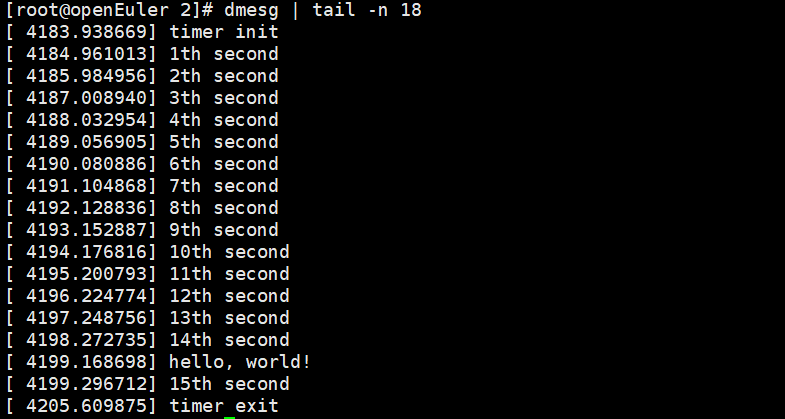 [root@openEuler 2]# dmesg | tail -n 18
[ 4183.938669] timer init
[ 4184.961013] 1th second
[ 4185.984956] 2th second
[ 4187.008940] 3th second
[ 4188.032954] 4th second
[ 4189.056905] 5th second
[ 4190.080886] 6th second
[ 4191.104868] 7th second
[ 4192.128836] 8th second
[ 4193.152887] 9th second
[ 4194.176816] 10th second
[ 4195.200793] 11th second
[ 4196.224774] 12th second
[ 4197.248756] 13th second
[ 4198.272735] 14th second
[ 4199.168698] hello, world!
[ 4199.296712] 15th second
[ 4205.609875] timer exit